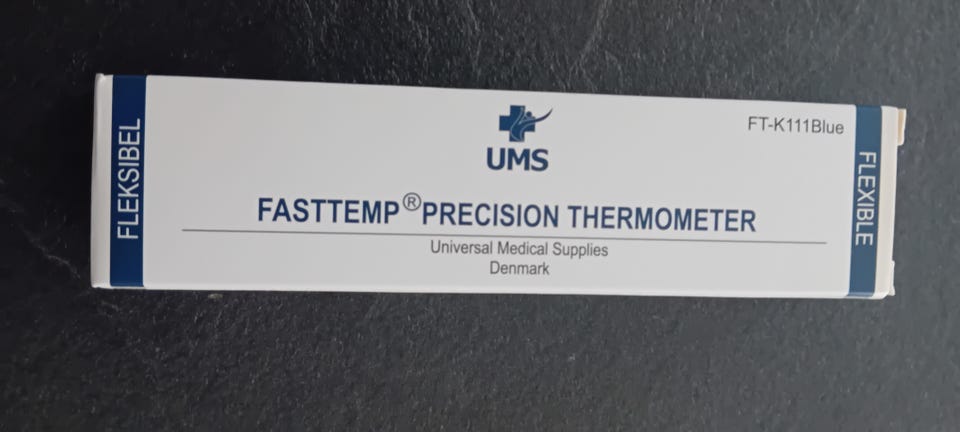 FLEKSIBEL
UMS
FT-K111Blue
FASTTEMP®PRECISION THERMOMETER
Universal Medical Supplies
Denmark
FLEXIBLE